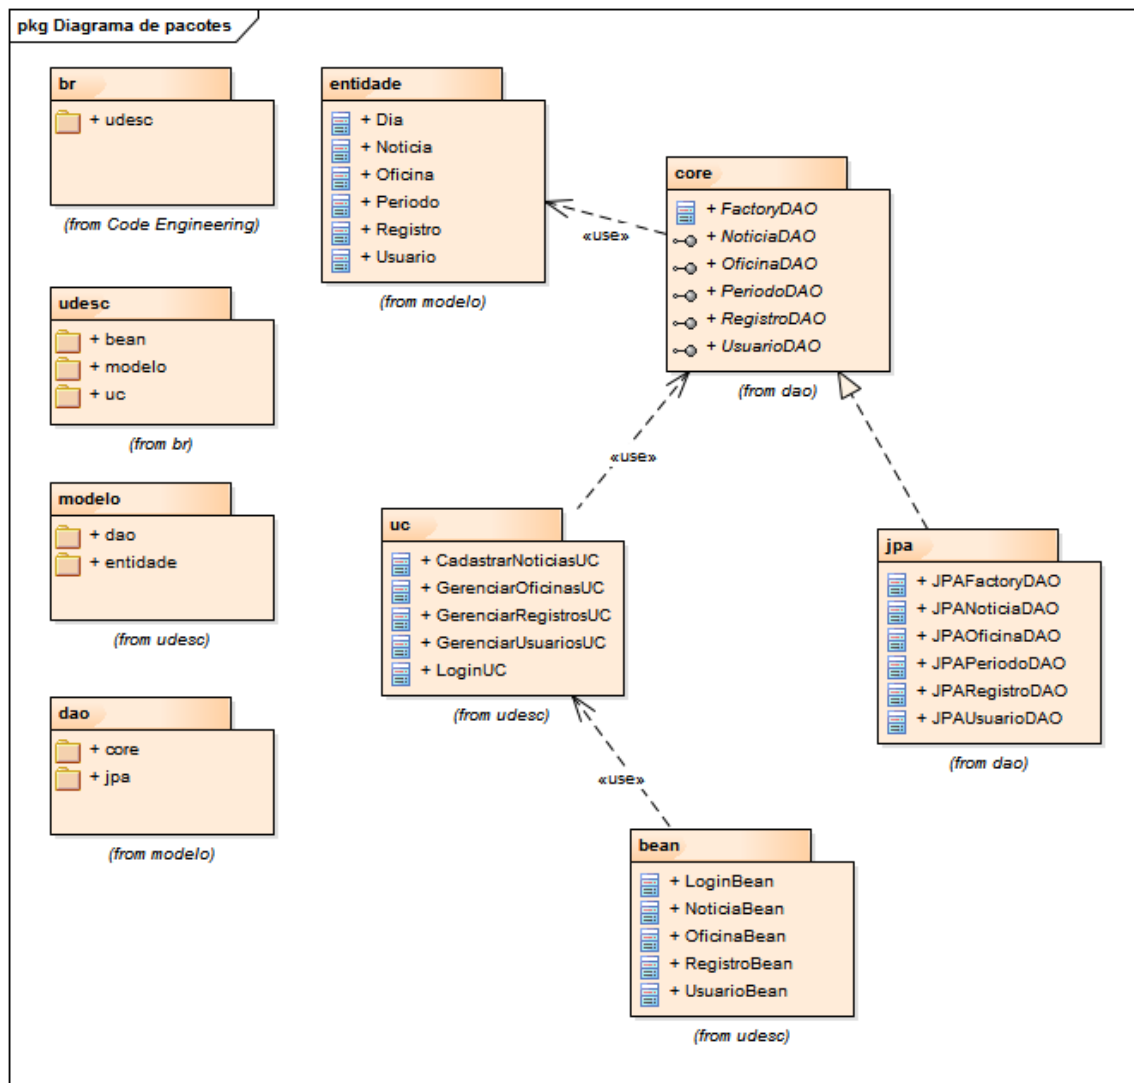 pkg Diagrama de pacotes
br
+ udesc
(from Code Engineering)
udesc
+ bean
+ modelo
+ uc
(from br)
modelo
+ dao
+ entidade
(from udesc)
dao
+ core
+ jpa
(from modelo)
entidade
+ Dia
+ Noticia
+ Oficina
+ Periodo
+ Registro
+ Usuario
(from modelo)
«use»
core
+ FactoryDAO
+ NoticiaDAO
+ OficinaDAO
+ PeriodoDAO
+ RegistroDAO
+ UsuarioDAO
(from dao)
«use»
uc
+ CadastrarNoticiasUC
+ GerenciarOficinasUC
+ GerenciarRegistrosUC
+ GerenciarUsuariosUC
+ LoginUC
(from udesc)
jpa
+ JPAFactoryDAO
+ JPANoticiaDAO
+ JPAOficinaDAO
+ JPAPeriodoDAO
+ JPARegistroDAO
+ JPAUsuarioDAO
(from dao)
«use»
bean
+ LoginBean
+ NoticiaBean
+ OficinaBean
+ RegistroBean
+ UsuarioBean
(from udesc)